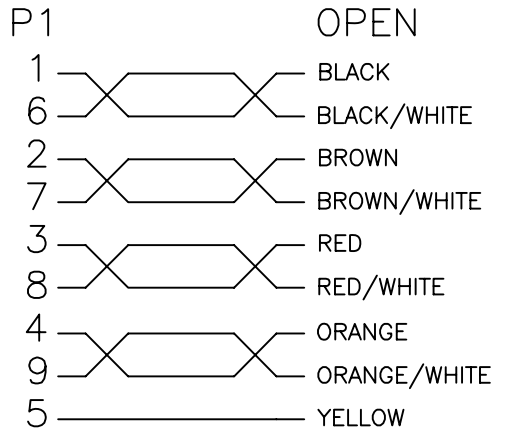 P1 OPEN
1 BLACK
6 BLACK/WHITE
2 BROWN
7 BROWN/WHITE
3 RED
8 RED/WHITE
4 ORANGE
9 ORANGE/WHITE
5 YELLOW